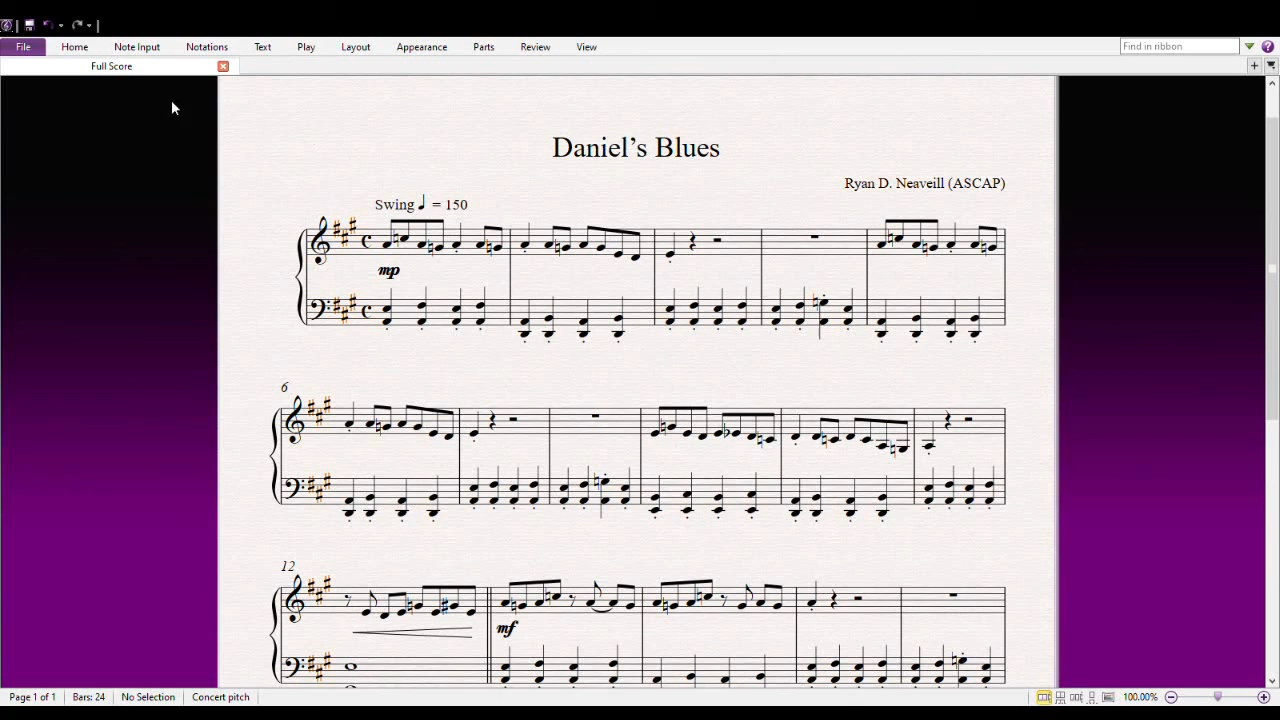 File Home Note Input Notations Text Play Layout Appearance Parts Review View Find in ribbon
Full Score
Daniel’s Blues
Ryan D. Neaveill (ASCAP)
Swing ♩ = 150
mp
6
12
mf
Page 1 of 1 Bars: 24 No Selection Concert pitch 100.00%